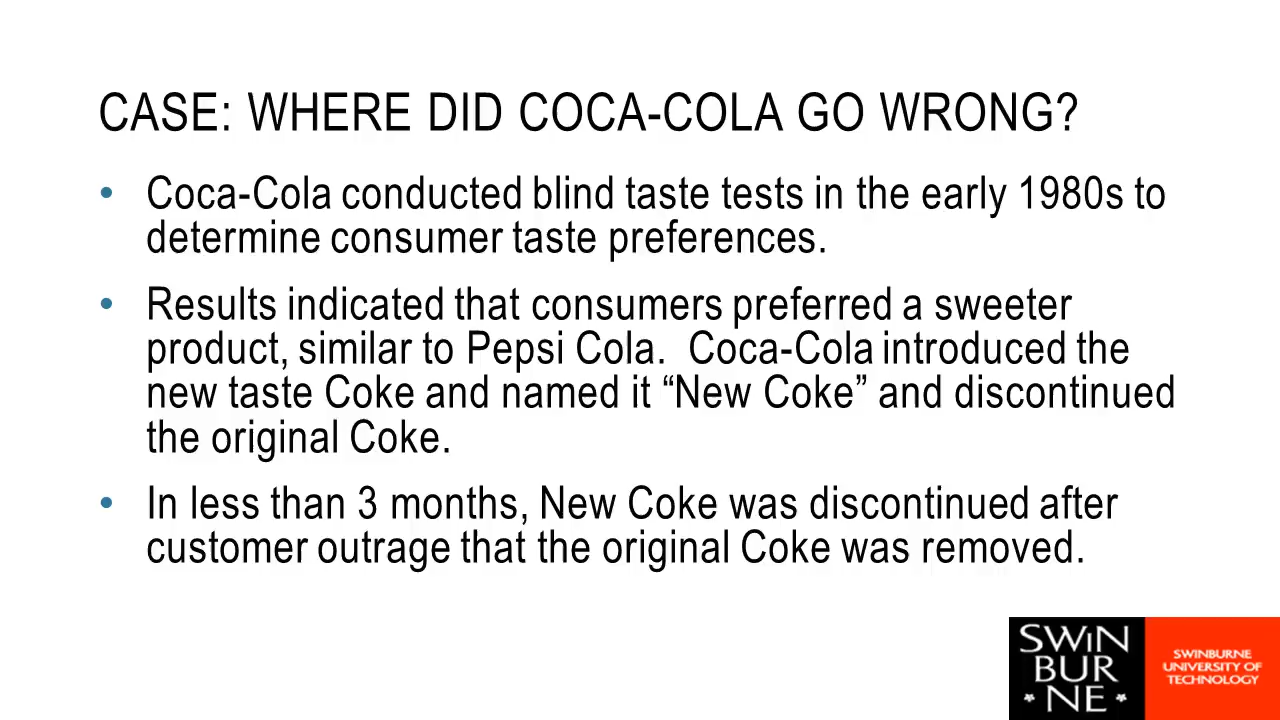 CASE: WHERE DID COCA-COLA GO WRONG?
• Coca-Cola conducted blind taste tests in the early 1980s to
determine consumer taste preferences.
• Results indicated that consumers preferred a sweeter
product, similar to Pepsi Cola.  Coca-Cola introduced the
new taste Coke and named it “New Coke” and discontinued
the original Coke.
• In less than 3 months, New Coke was discontinued after
customer outrage that the original Coke was removed.
SWIN
BUR
NE
SWINBURNE
UNIVERSITY OF
TECHNOLOGY